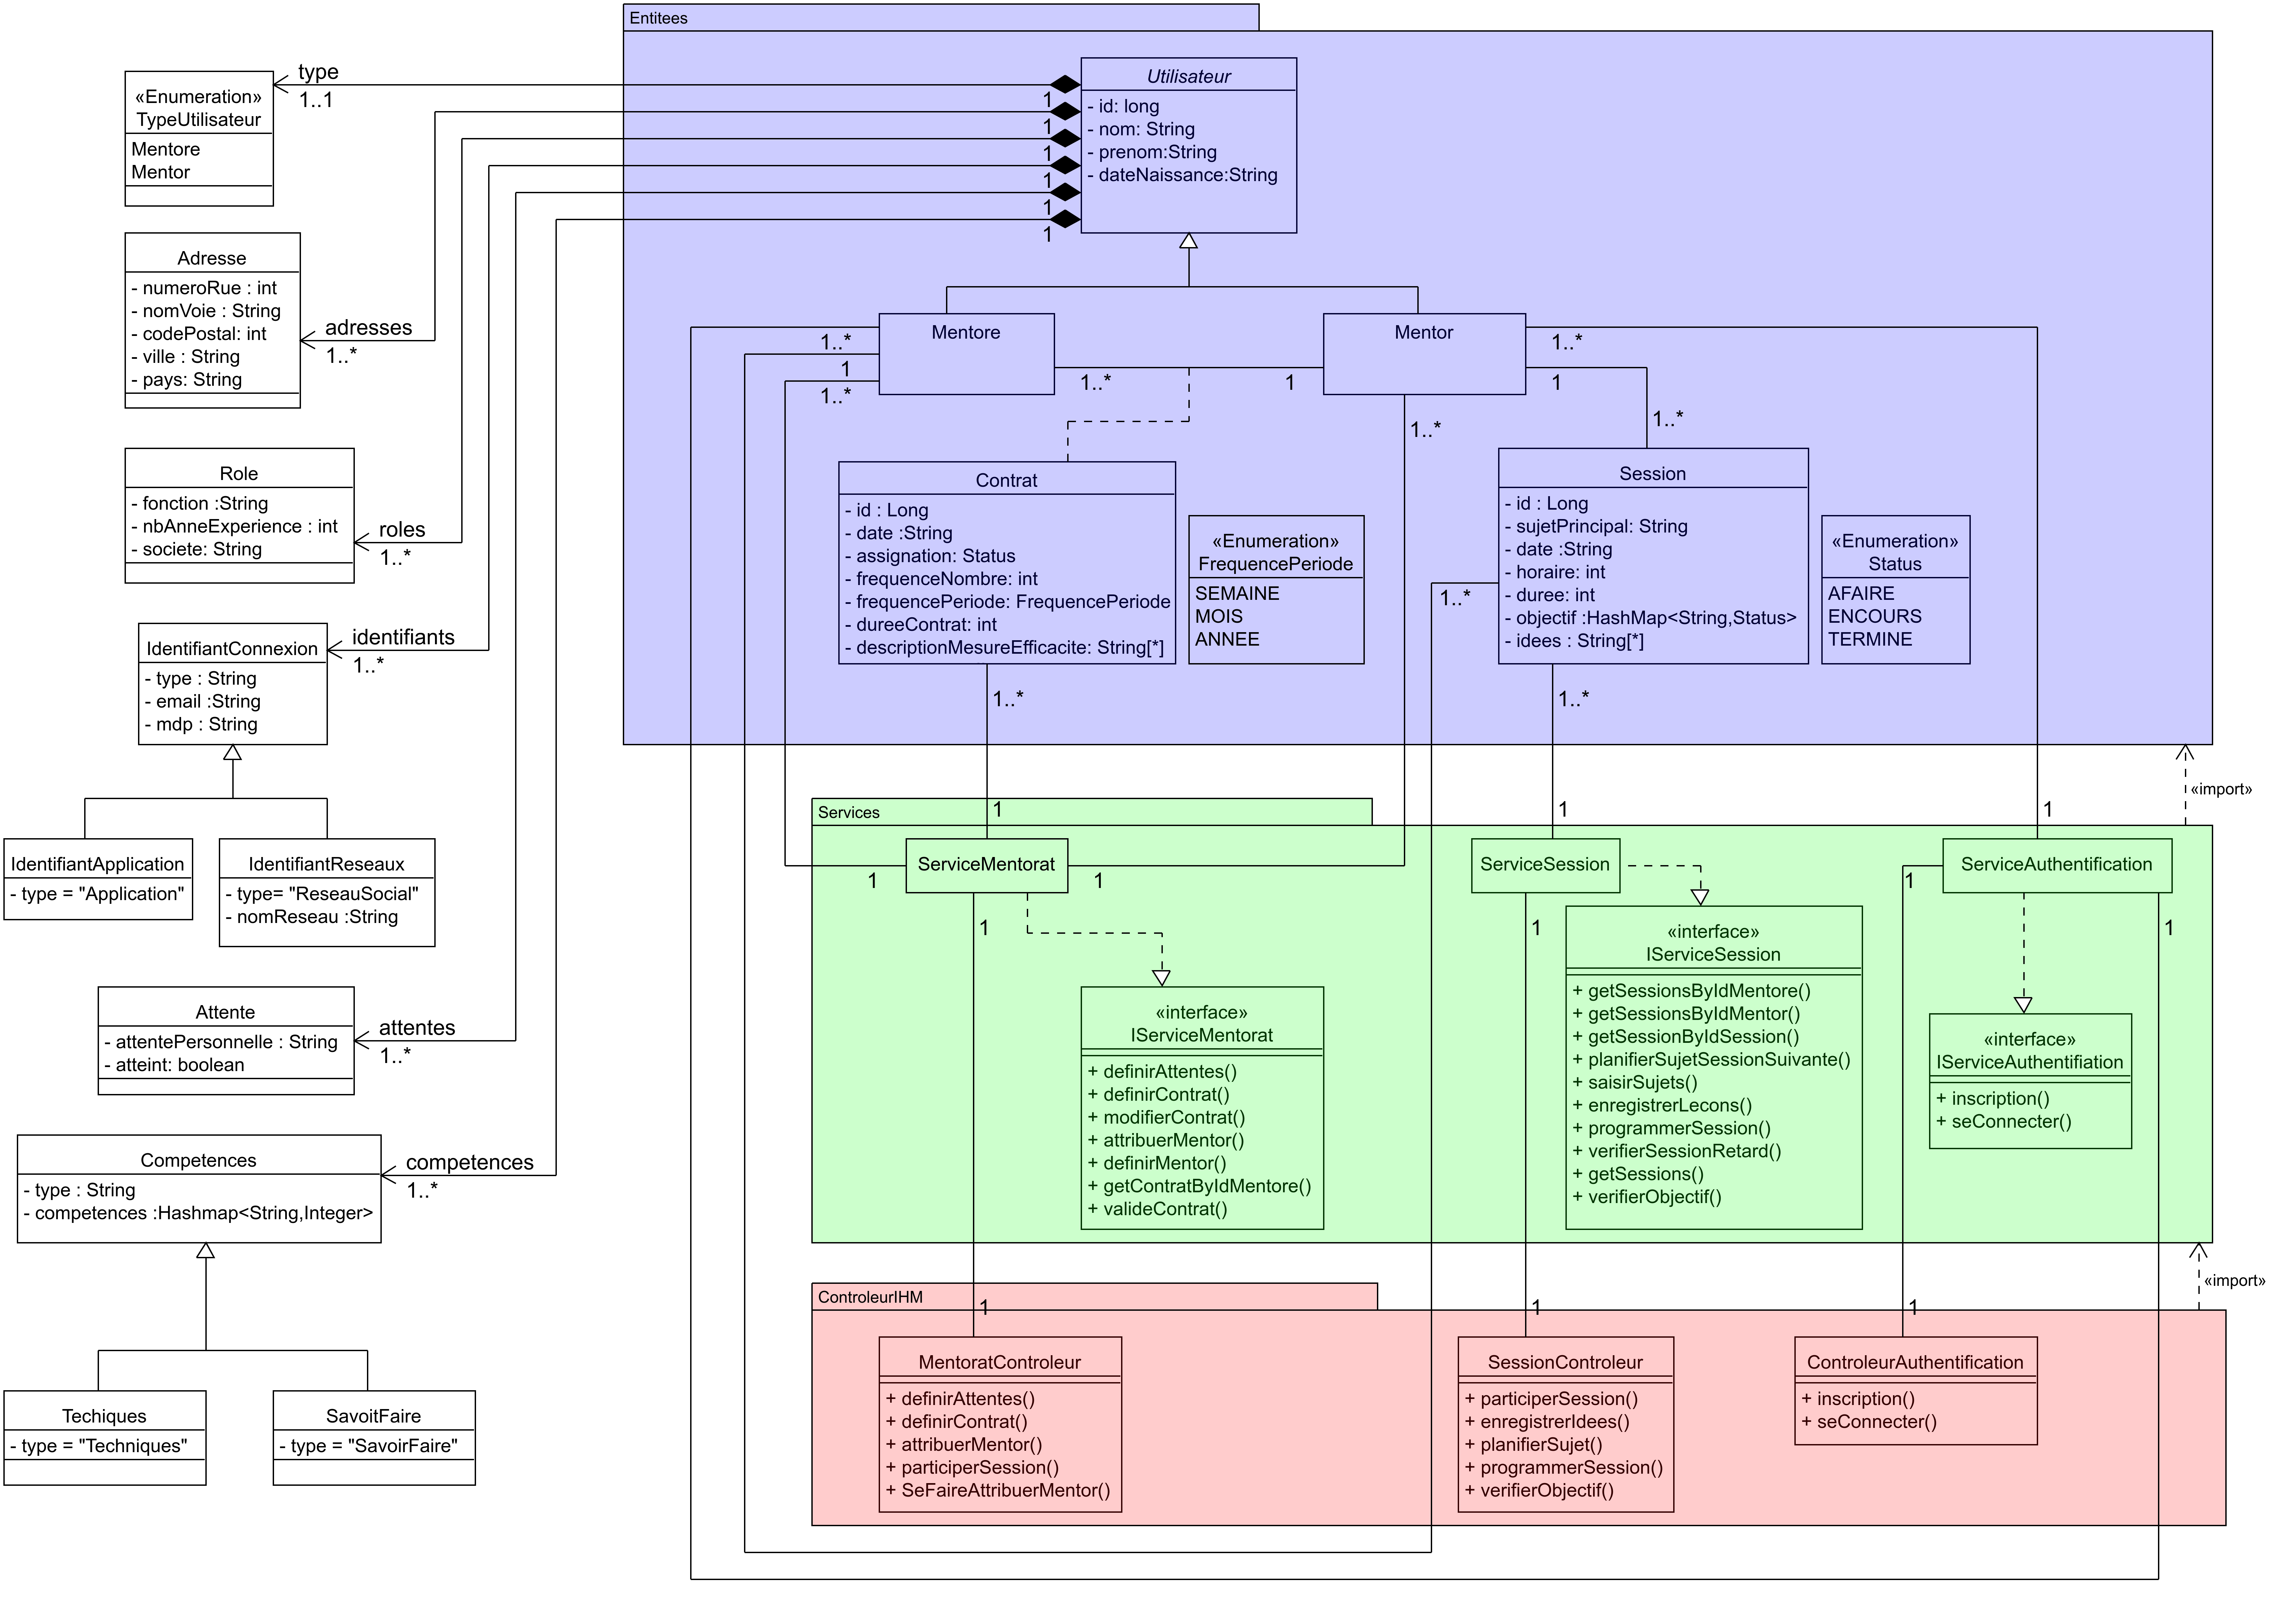 Entitees
Utilisateur
- id: long
- nom: String
- prenom:String
- dateNaissance:String
type
1..1
1
1
1
1
1
1
«Enumeration»
TypeUtilisateur
Mentore
Mentor
Adresse
- numeroRue : int
- nomVoie : String
- codePostal: int
- ville : String
- pays: String
adresses
1..*
Role
- fonction :String
- nbAnneExperience : int
- societe: String
roles
1..*
IdentifiantConnexion
- type : String
- email :String
- mdp : String
identifiants
1..*
IdentifiantApplication
- type = "Application"
IdentifiantReseaux
- type= "ReseauSocial"
- nomReseau :String
Attente
- attentePersonnelle : String
- atteint: boolean
attentes
1..*
Competences
- type : String
- competences :Hashmap<String,Integer>
competences
1..*
Techiques
- type = "Techniques"
SavoitFaire
- type = "SavoirFaire"
Mentore
1..*
1
1..*
1..*
1
Mentor
1..*
1
1..*
1..*
Contrat
- id : Long
- date :String
- assignation: Status
- frequenceNombre: int
- frequencePeriode: FrequencePeriode
- dureeContrat: int
- descriptionMesureEfficacite: String[*]
1..*
«Enumeration»
FrequencePeriode
SEMAINE
MOIS
ANNEE
Session
- id : Long
- sujetPrincipal: String
- date :String
- horaire: int
- duree: int
- objectif :HashMap<String,Status>
- idees : String[*]
1..*
1..*
«Enumeration»
Status
AFAIRE
ENCOURS
TERMINE
«import»
Services
1
1
1
ServiceMentorat
1
1
1
ServiceSession
1
ServiceAuthentification
1
1
«interface»
IServiceMentorat
+ definirAttentes()
+ definirContrat()
+ modifierContrat()
+ attribuerMentor()
+ definirMentor()
+ getContratByIdMentore()
+ valideContrat()
«interface»
IServiceSession
+ getSessionsByIdMentore()
+ getSessionsByIdMentor()
+ getSessionByIdSession()
+ planifierSujetSessionSuivante()
+ saisirSujets()
+ enregistrerLecons()
+ programmerSession()
+ verifierSessionRetard()
+ getSessions()
+ verifierObjectif()
«interface»
IServiceAuthentifiation
+ inscription()
+ seConnecter()
«import»
ControleurIHM
1
1
1
MentoratControleur
+ definirAttentes()
+ definirContrat()
+ attribuerMentor()
+ participerSession()
+ SeFaireAttribuerMentor()
SessionControleur
+ participerSession()
+ enregistrerIdees()
+ planifierSujet()
+ programmerSession()
+ verifierObjectif()
ControleurAuthentification
+ inscription()
+ seConnecter()